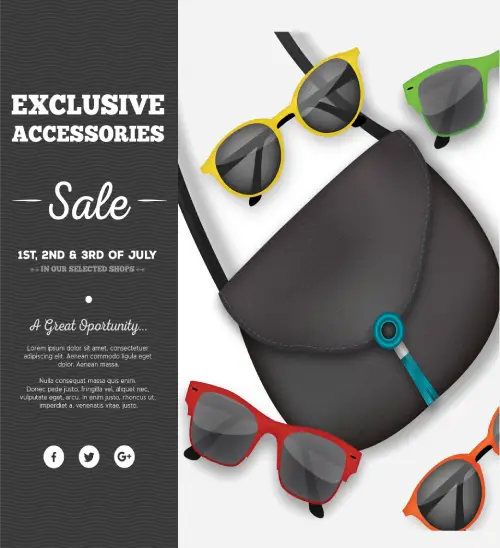 EXCLUSIVE
ACCESSORIES
Sale
1ST, 2ND & 3RD OF JULY
IN OUR SELECTED SHOPS
A Great Oportunity...
Lorem ipsum dolor sit amet, consectetuer
adipiscing elit. Aenean commodo ligula eget
dolor. Aenean massa.
Nulla consequat massa quis enim.
Donec pede justo, fringilla vel, aliquet nec,
vulputate eget, arcu. In enim justo, rhoncus ut,
imperdiet a, venenatis vitae, justo.
f
G+